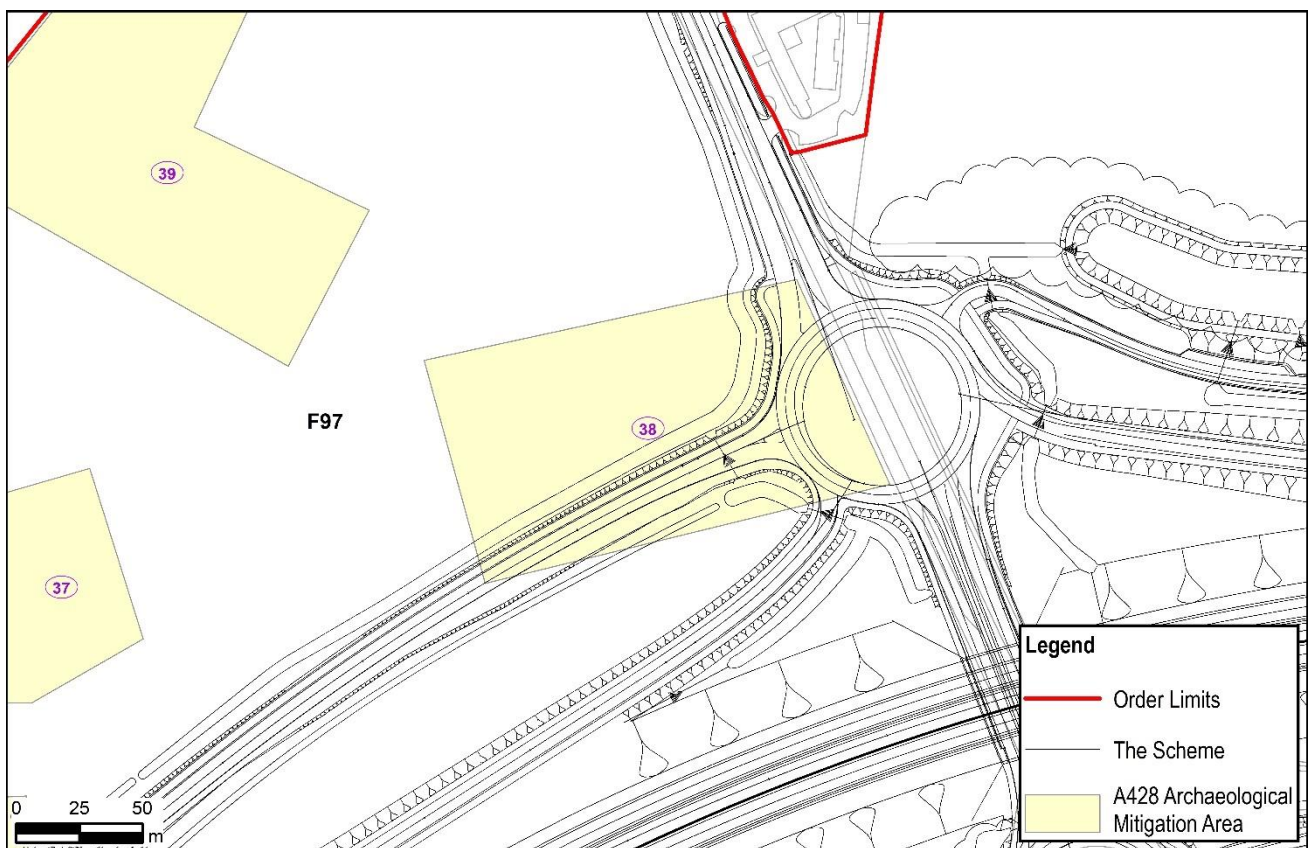 39
38
F97
37
Legend
Order Limits
The Scheme
A428 Archaeological
Mitigation Area
0 25 50
m